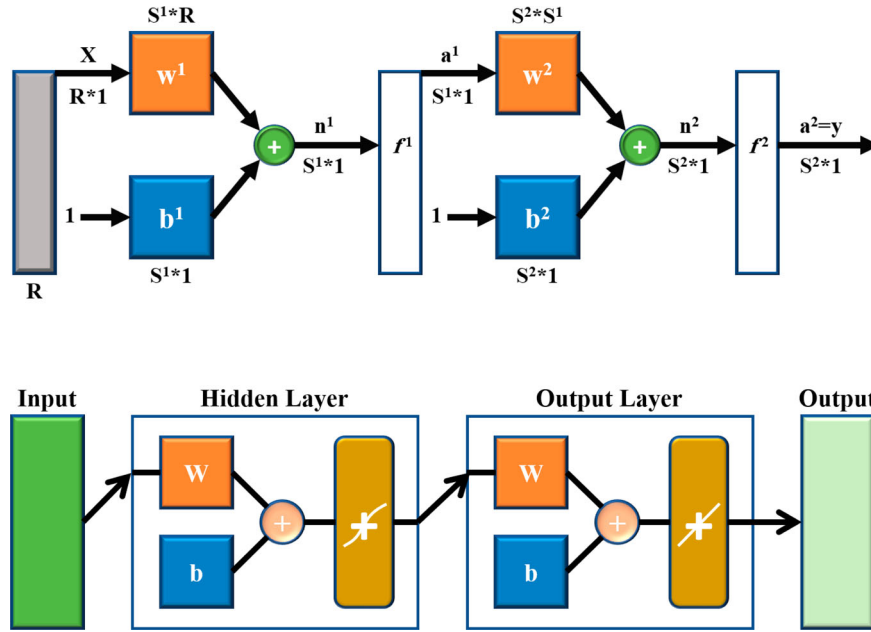 S¹*R
S²*S¹
X
a¹
R*1
w¹
S¹*1
w²
+
n¹
S¹*1
f¹
+
n²
S²*1
f²
a²=y
S²*1
1
b¹
1
b²
R
S¹*1
S²*1
Input
Hidden Layer
Output Layer
Output
W
W
+
+
b
b